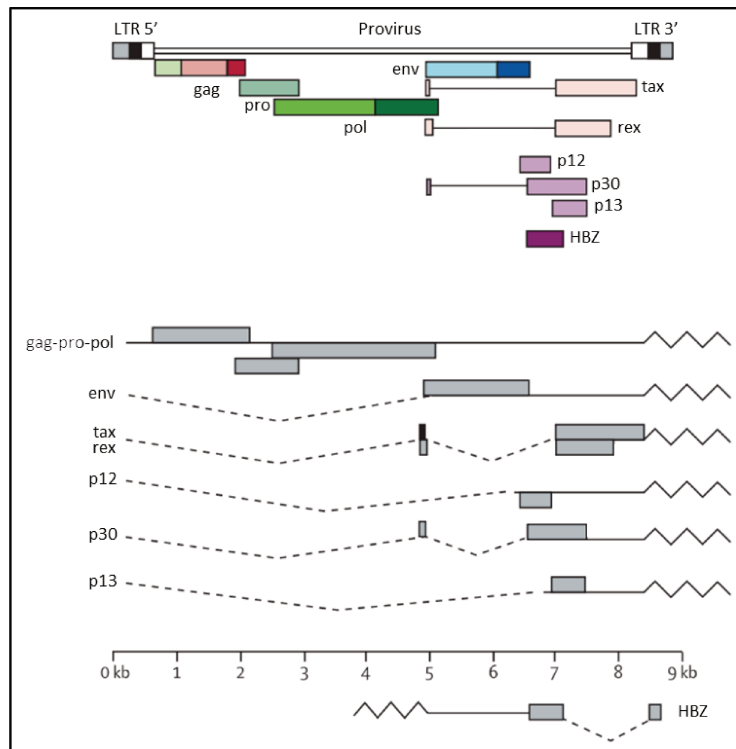 LTR 5’ Provirus LTR 3’
env
gag
tax
pro
pol
rex
p12
p30
p13
HBZ
gag-pro-pol
env
tax
rex
p12
p30
p13
0 kb 1 2 3 4 5 6 7 8 9 kb
HBZ